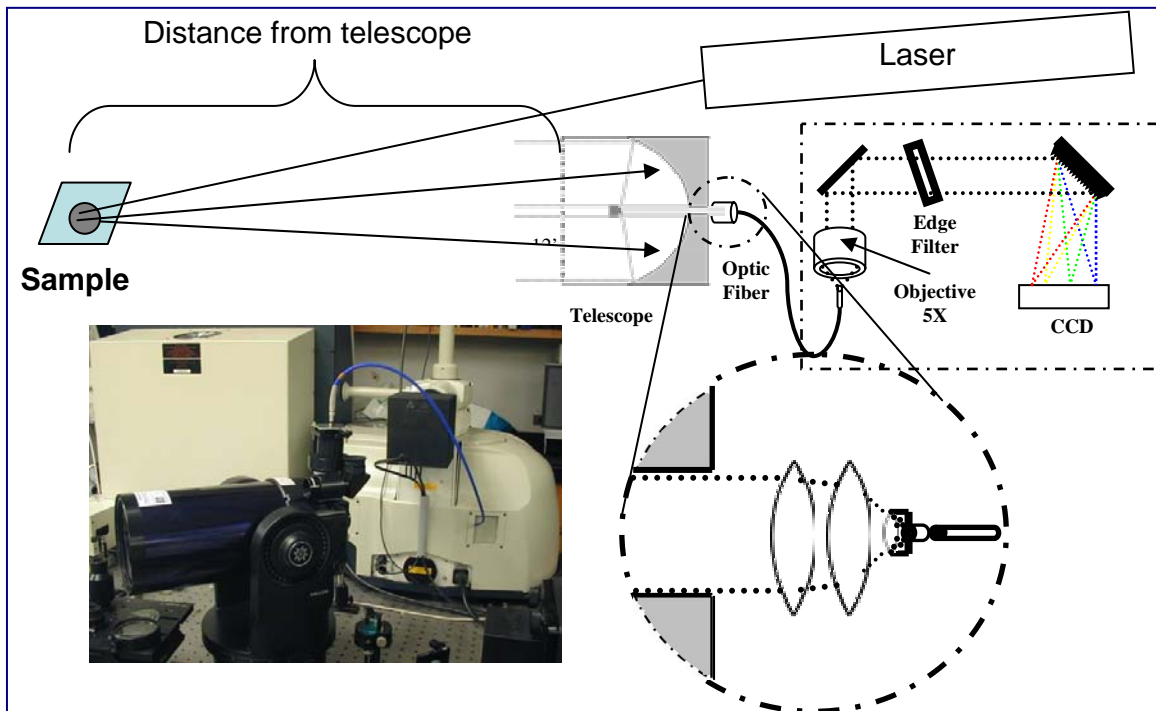 Distance from telescope
Laser
Sample
Telescope
Optic
Fiber
Edge
Filter
Objective
5X
CCD